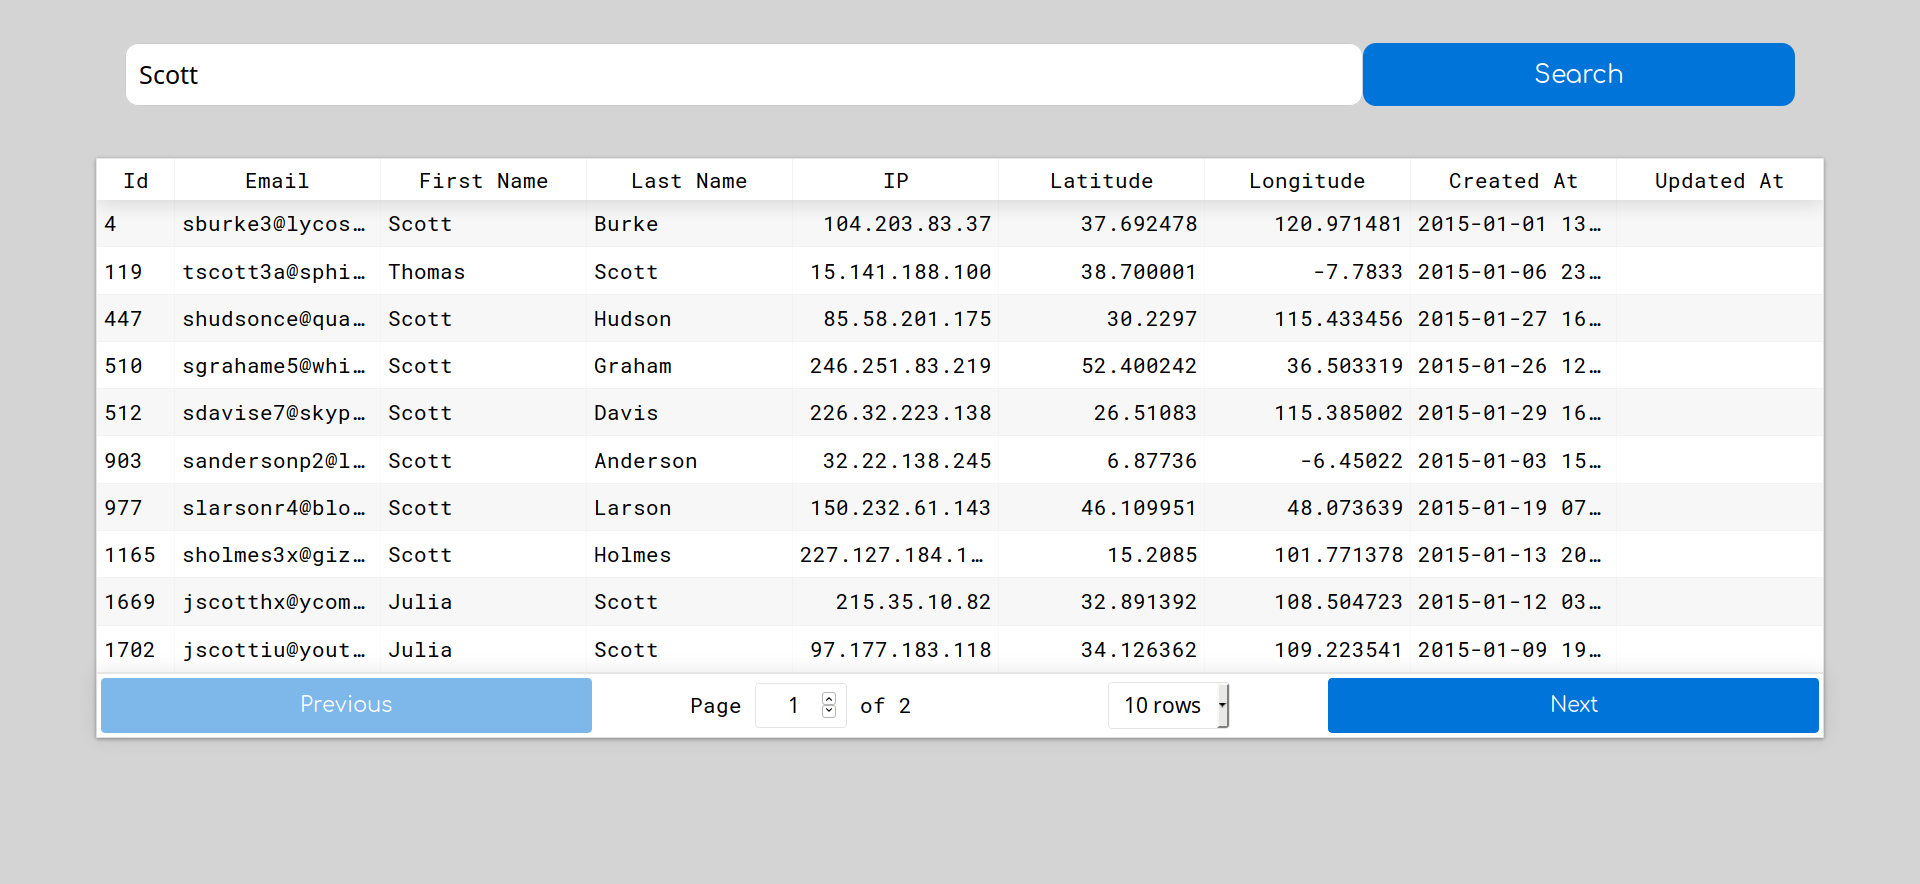 Scott Search
Id Email First Name Last Name IP Latitude Longitude Created At Updated At
4 sburke3@lycos… Scott Burke 104.203.83.37 37.692478 120.971481 2015-01-01 13…
119 tscott3a@sphi… Thomas Scott 15.141.188.100 38.700001 -7.7833 2015-01-06 23…
447 shudsonce@qua… Scott Hudson 85.58.201.175 30.2297 115.433456 2015-01-27 16…
510 sgrahame5@whi… Scott Graham 246.251.83.219 52.400242 36.503319 2015-01-26 12…
512 sdavise7@skyp… Scott Davis 226.32.223.138 26.51083 115.385002 2015-01-29 16…
903 sandersonp2@l… Scott Anderson 32.22.138.245 6.87736 -6.45022 2015-01-03 15…
977 slarsonr4@blo… Scott Larson 150.232.61.143 46.109951 48.073639 2015-01-19 07…
1165 sholmes3x@giz… Scott Holmes 227.127.184.1… 15.2085 101.771378 2015-01-13 20…
1669 jscotthx@ycom… Julia Scott 215.35.10.82 32.891392 108.504723 2015-01-12 03…
1702 jscottiu@yout… Julia Scott 97.177.183.118 34.126362 109.223541 2015-01-09 19…
Previous Page 1 of 2 10 rows Next